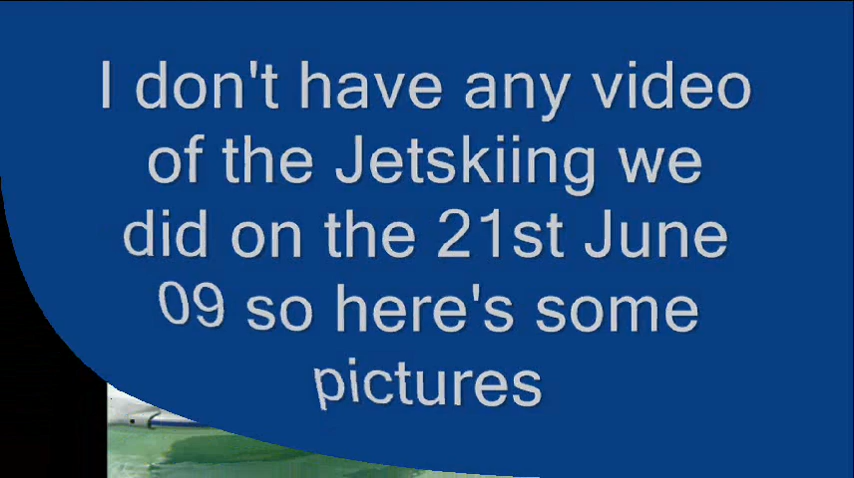 I don't have any video
of the Jetskiing we
did on the 21st June
09 so here's some
pictures